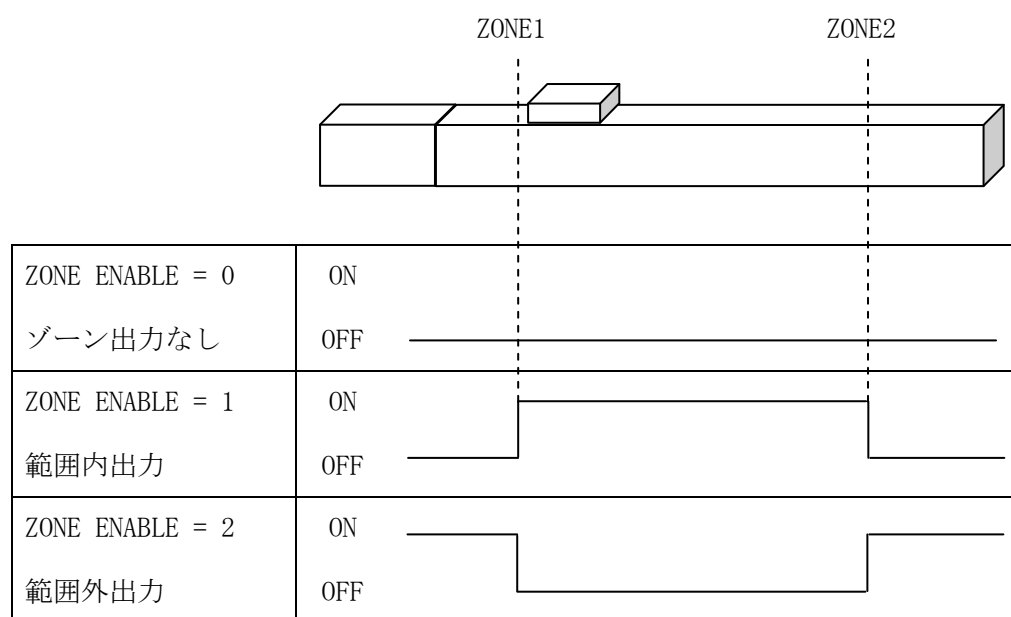 ZONE1 ZONE2
ZONE ENABLE = 0 ON
ゾーン出力なし OFF
ZONE ENABLE = 1 ON
範囲内出力 OFF
ZONE ENABLE = 2 ON
範囲外出力 OFF